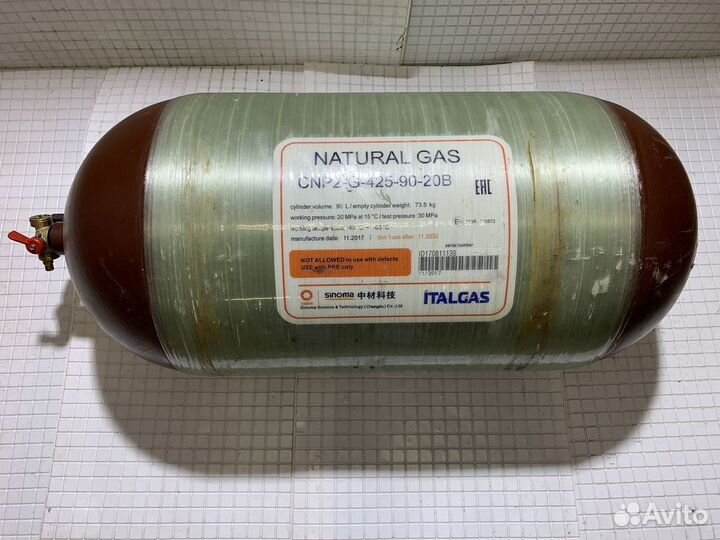 NATURAL GAS
CNP2-G-425-90-20B
EAC
cylinder volume: 90 L / empty cylinder weight: 73.5 kg
working pressure: 20 MPa at 15 °C / test pressure: 30 MPa
working temperature:
manufacture date: 11.2017 / don't use after: 11.2032
serial number
ID170811139
11/2017
NOT ALLOWED to use with defects
USE with PRD only
sinoma 中材科技
ITALGAS
Sinoma Science & Technology (Chengdu) Co., Ltd
Avito